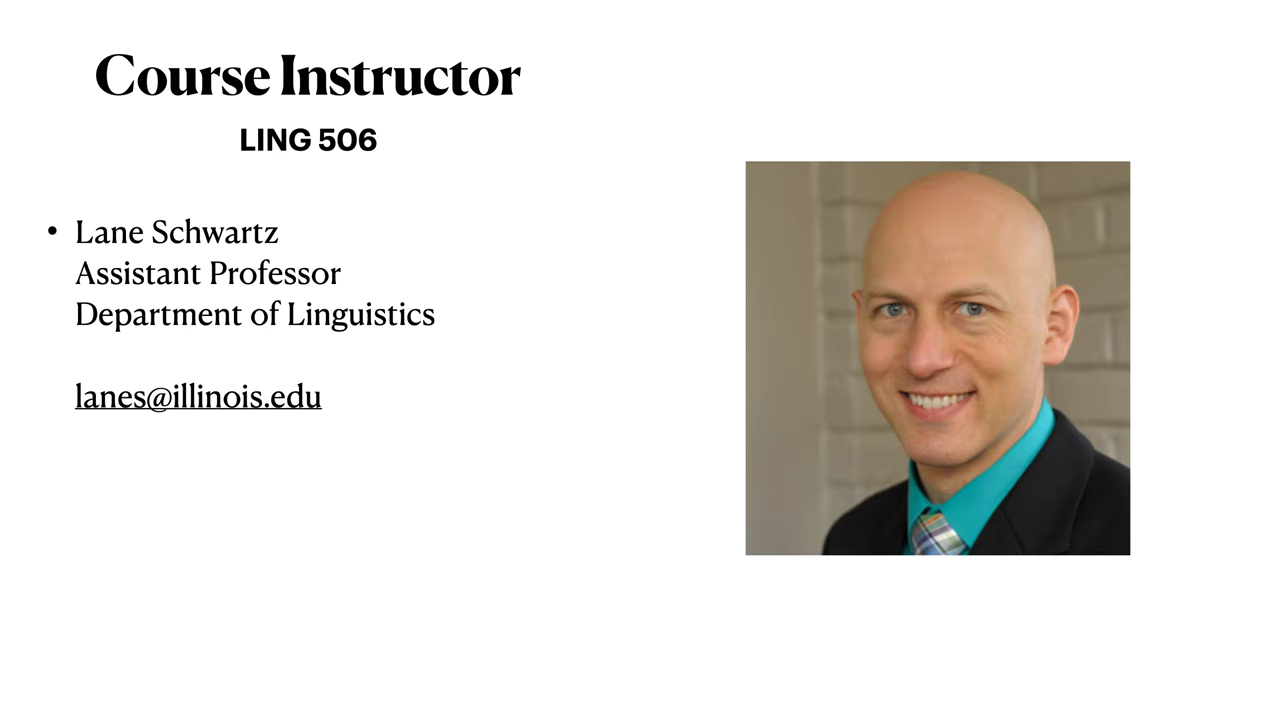 Course Instructor
LING 506
• Lane Schwartz
Assistant Professor
Department of Linguistics
lanes@illinois.edu